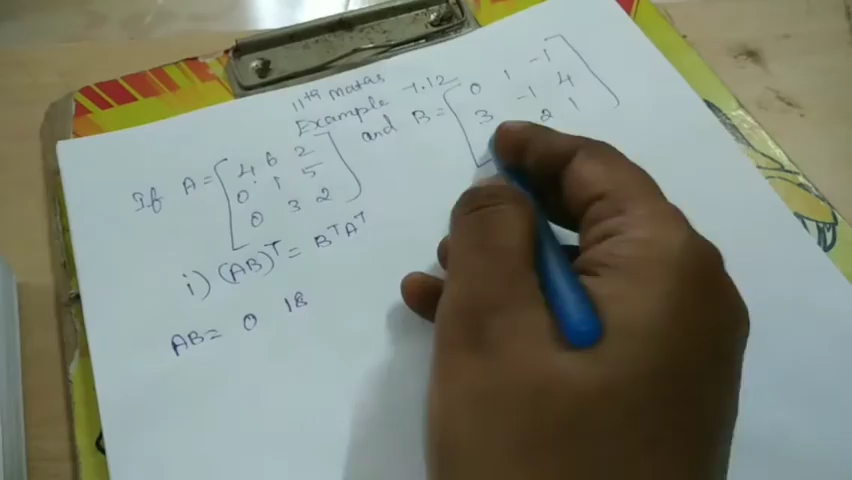 11th maths
Example 7.12
If A = [ 4 6 2 and B = [ 0 1 -1
0 1 5 3 -1 4
0 3 2 ] 2 1 ]
i) (AB)ᵀ = BᵀAᵀ
AB = 0 18